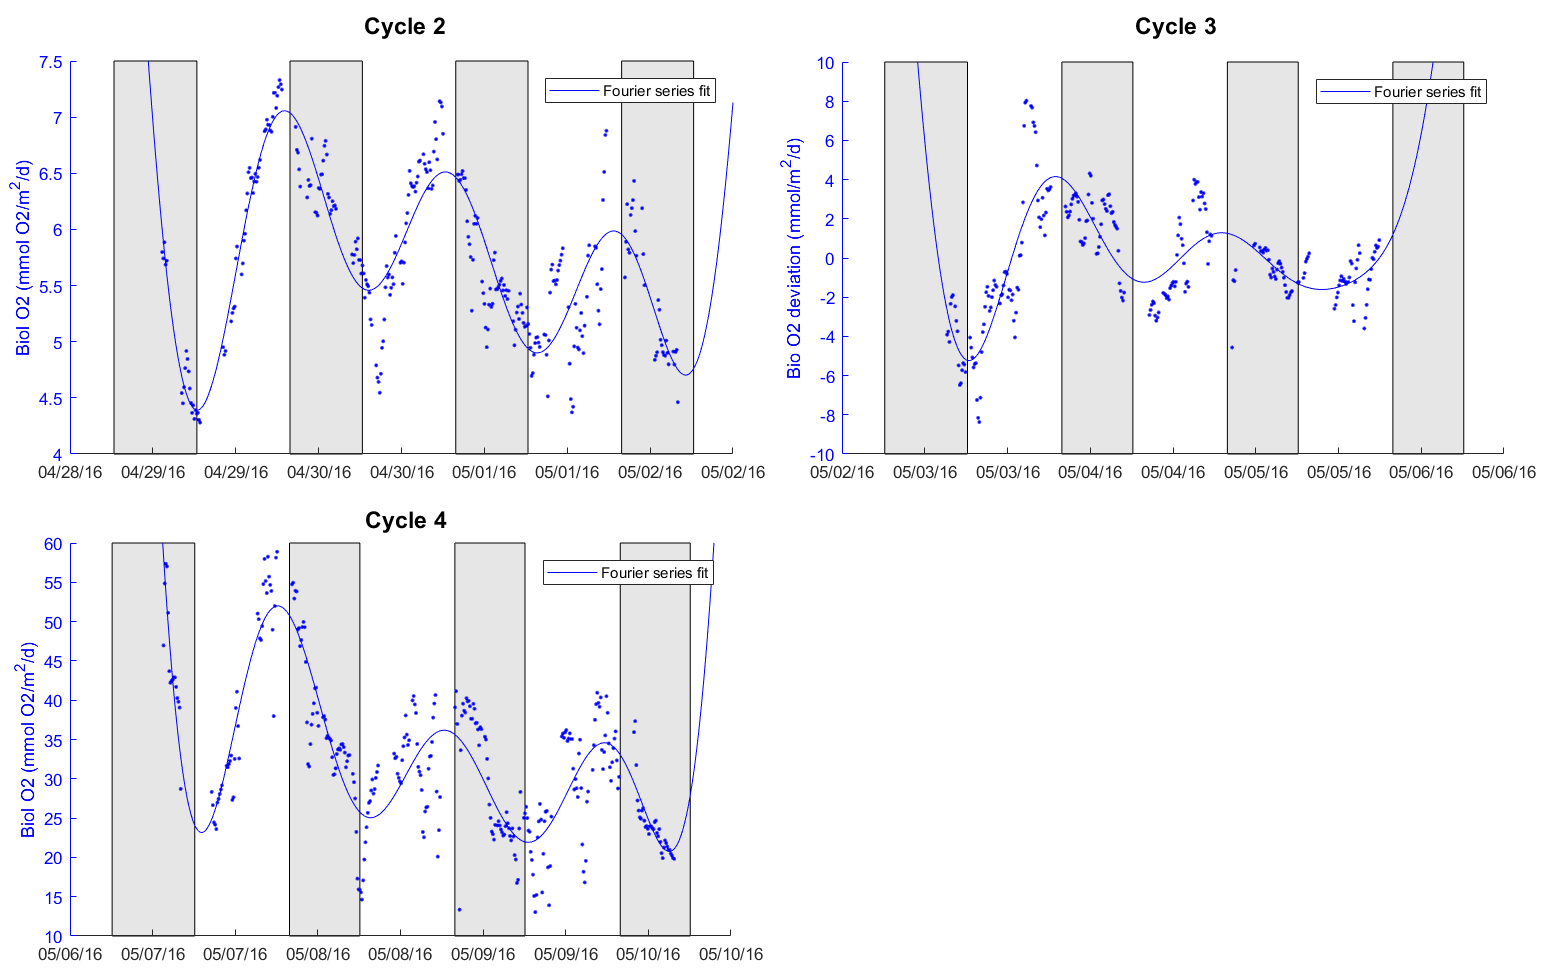 Cycle 2
7.5
7
6.5
6
5.5
5
4.5
4
Biol O2 (mmol O2/m²/d)
Fourier series fit
04/28/16 04/29/16 04/29/16 04/30/16 04/30/16 05/01/16 05/01/16 05/02/16 05/02/16
Cycle 3
10
8
6
4
2
0
-2
-4
-6
-8
-10
Bio O2 deviation (mmol/m²/d)
Fourier series fit
05/02/16 05/03/16 05/03/16 05/04/16 05/04/16 05/05/16 05/05/16 05/06/16 05/06/16
Cycle 4
60
55
50
45
40
35
30
25
20
15
10
Biol O2 (mmol O2/m²/d)
Fourier series fit
05/06/16 05/07/16 05/07/16 05/08/16 05/08/16 05/09/16 05/09/16 05/10/16 05/10/16